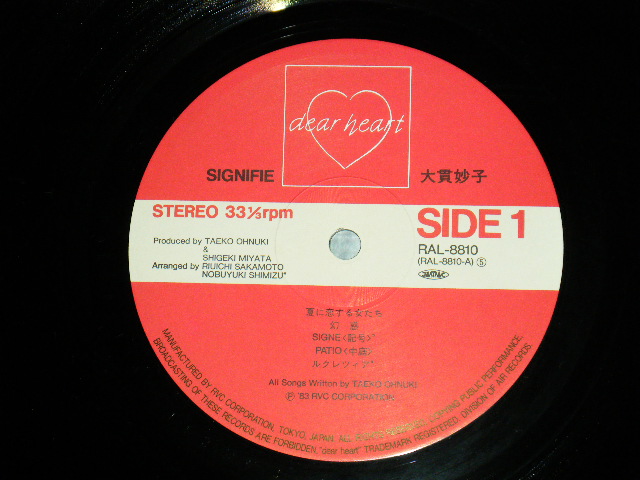 dear heart
SIGNIFIE
大貫妙子
STEREO 33⅓rpm
SIDE 1
Produced by TAEKO OHNUKI
&
SHIGEKI MIYATA
Arranged by RIUICHI SAKAMOTO
NOBUYUKI SHIMIZU*
RAL-8810
(RAL-8810-A) ⑤
夏に恋する女たち
幻惑
SIGNE<記号>*
PATIO<中庭>
ルクレツィア*
All Songs Written by TAEKO OHNUKI
Ⓟ '83 RVC CORPORATION
MANUFACTURED BY RVC CORPORATION, TOKYO, JAPAN. ALL RIGHTS RESERVED. COPYING PUBLIC PERFORMANCE
BROADCASTING OF THESE RECORDS ARE FORBIDDEN. "dear heart" TRADEMARK REGISTERED. DIVISION OF AIR RECORDS